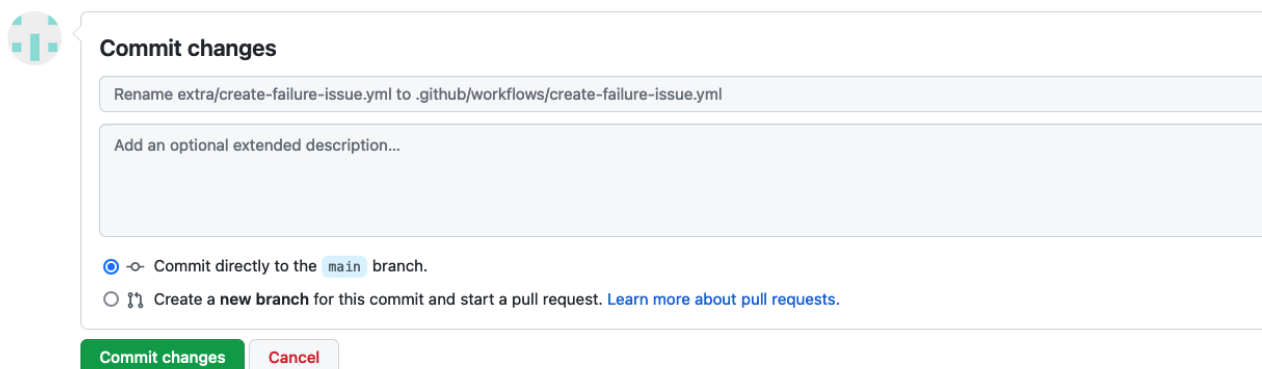 Commit changes
Rename extra/create-failure-issue.yml to .github/workflows/create-failure-issue.yml
Add an optional extended description...
Commit directly to the main branch.
Create a new branch for this commit and start a pull request. Learn more about pull requests.
Commit changes Cancel